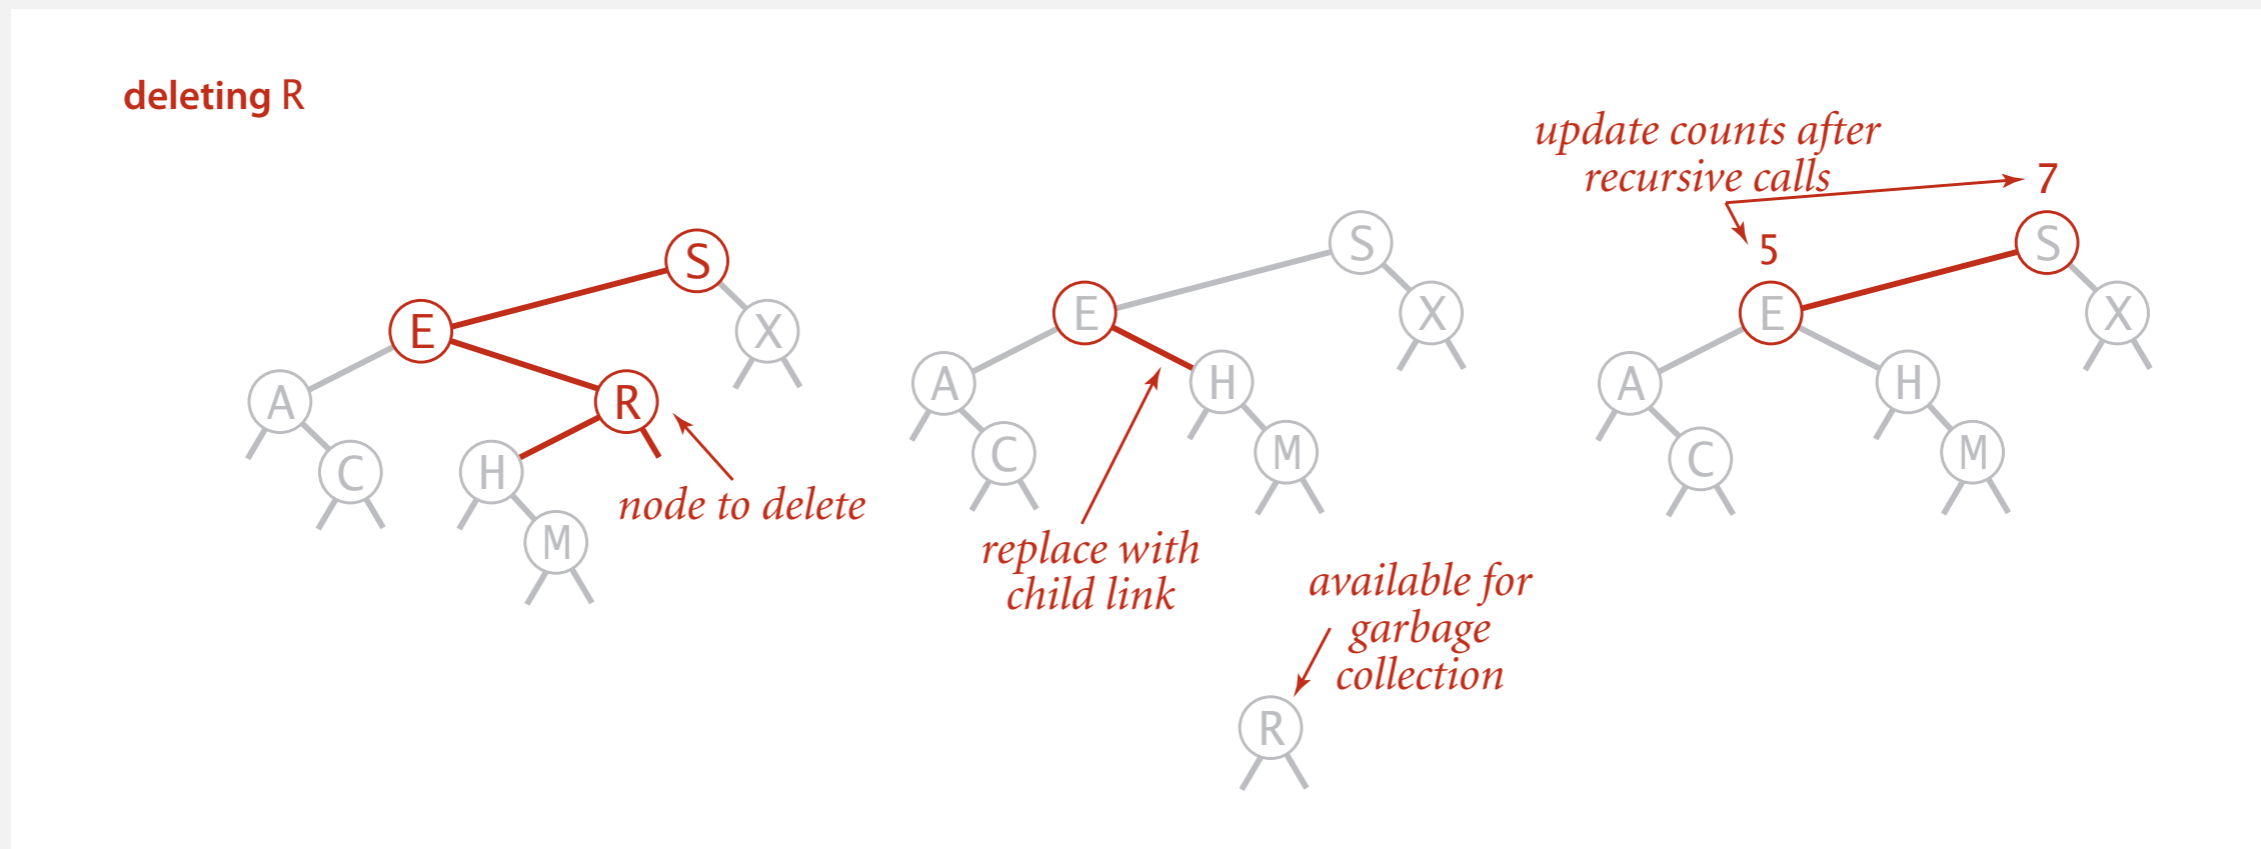 deleting R
S
E
X
A
R
C
H
M
node to delete
S
E
X
A
H
C
M
replace with
child link
available for
garbage
collection
R
update counts after
recursive calls
7
5
S
E
X
A
H
C
M